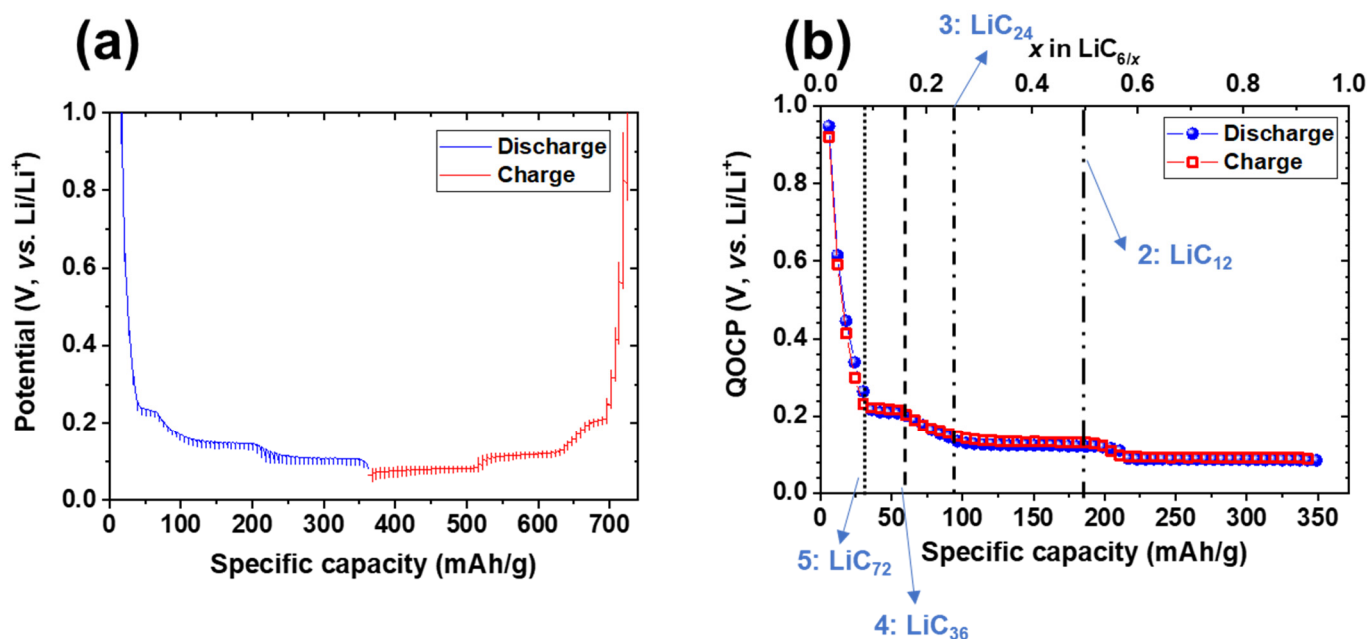 (a)
1.0
0.8
0.6
0.4
0.2
0.0
Potential (V, vs. Li/Li⁺)
Discharge
Charge
0 100 200 300 400 500 600 700
Specific capacity (mAh/g)
(b)
3: LiC₂₄
x in LiC₆/ₓ
0.0 0.2 0.4 0.6 0.8 1.0
1.0
0.8
0.6
0.4
0.2
0.0
QOCP (V, vs. Li/Li⁺)
Discharge
Charge
2: LiC₁₂
0 50 100 150 200 250 300 350
Specific capacity (mAh/g)
5: LiC₇₂
4: LiC₃₆